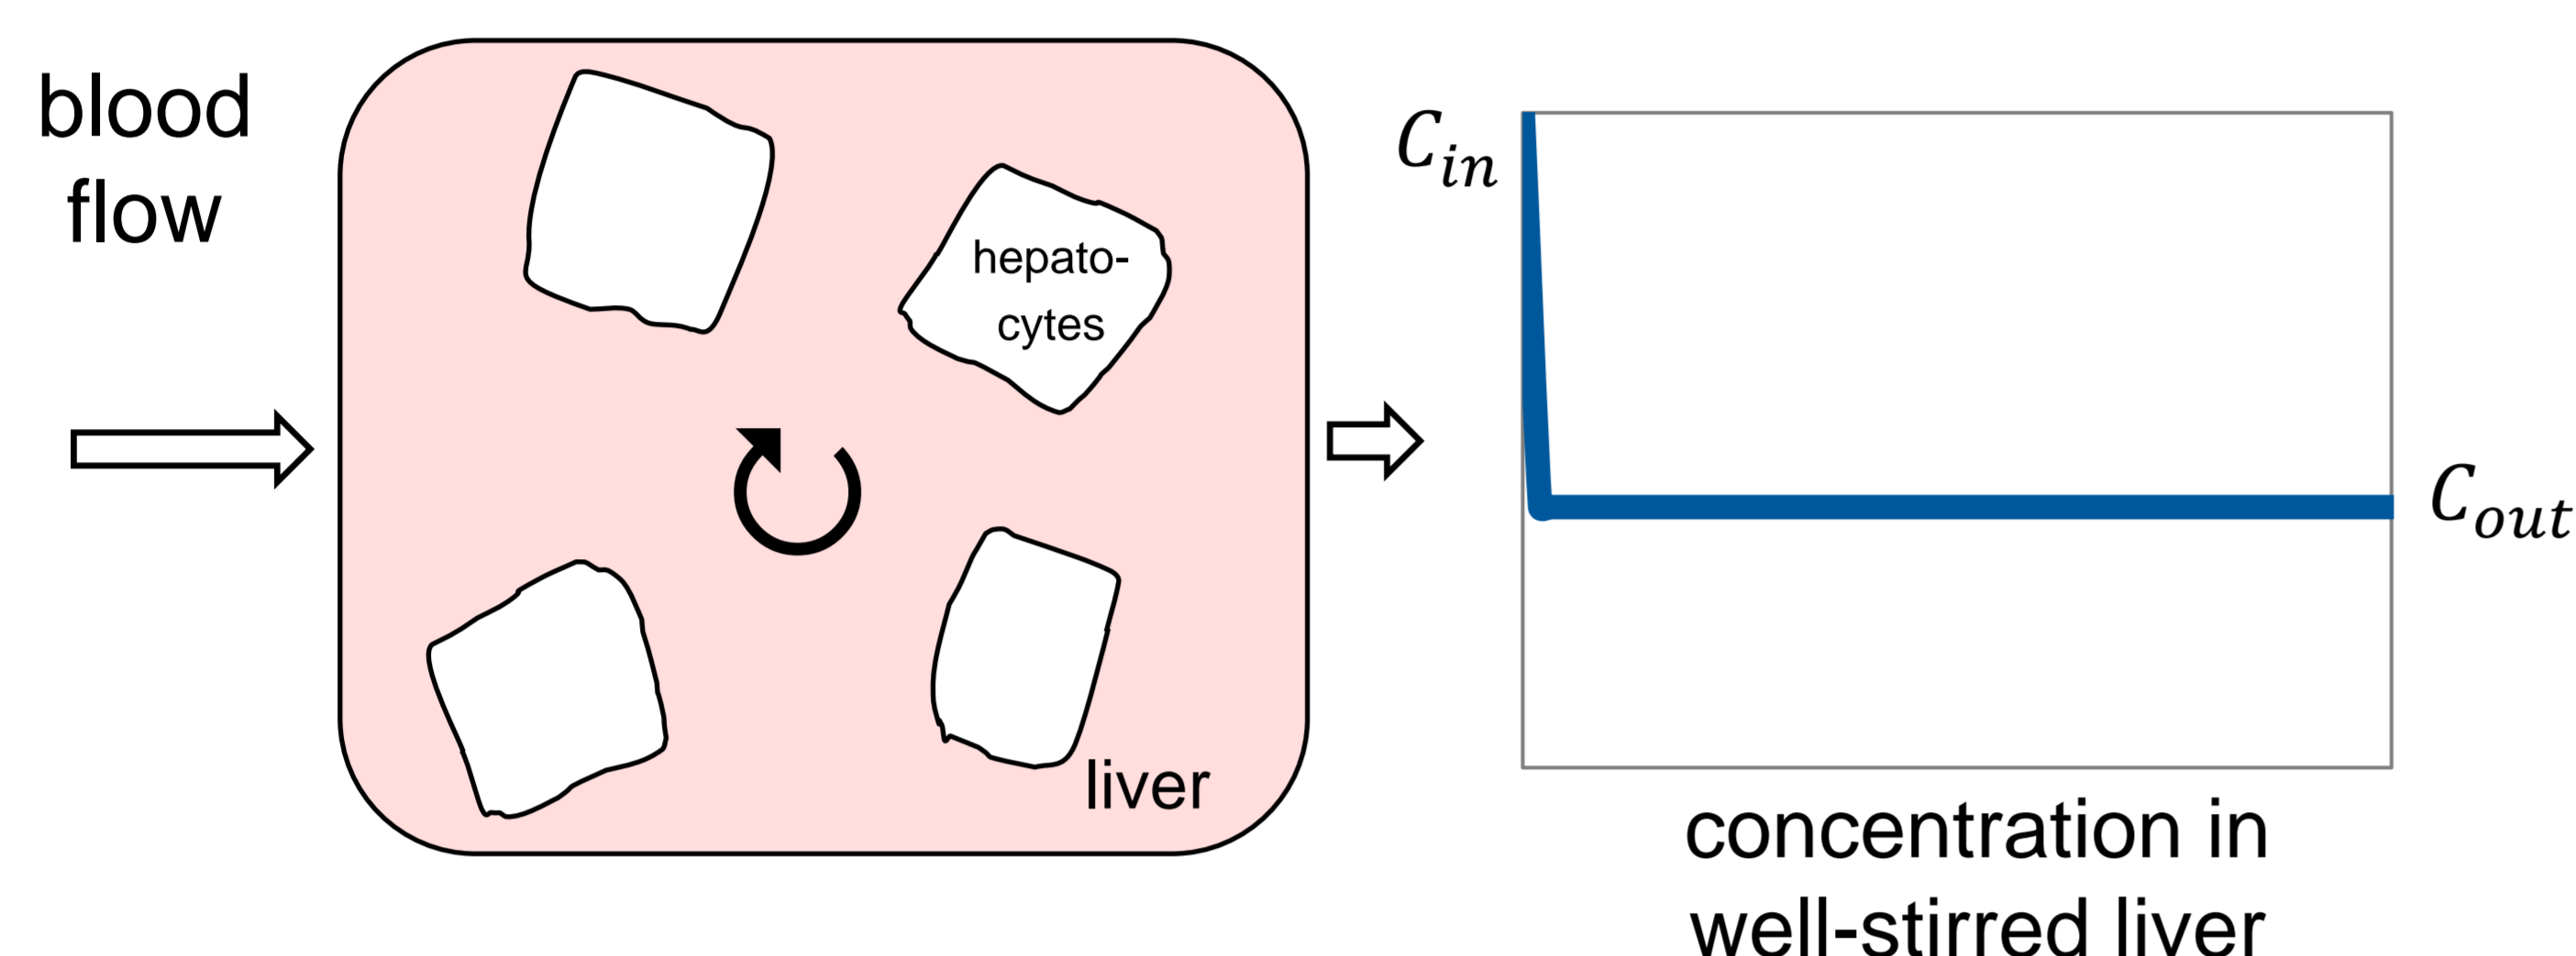 blood
flow
hepato-
cytes
liver
C_in
C_out
concentration in
well-stirred liver